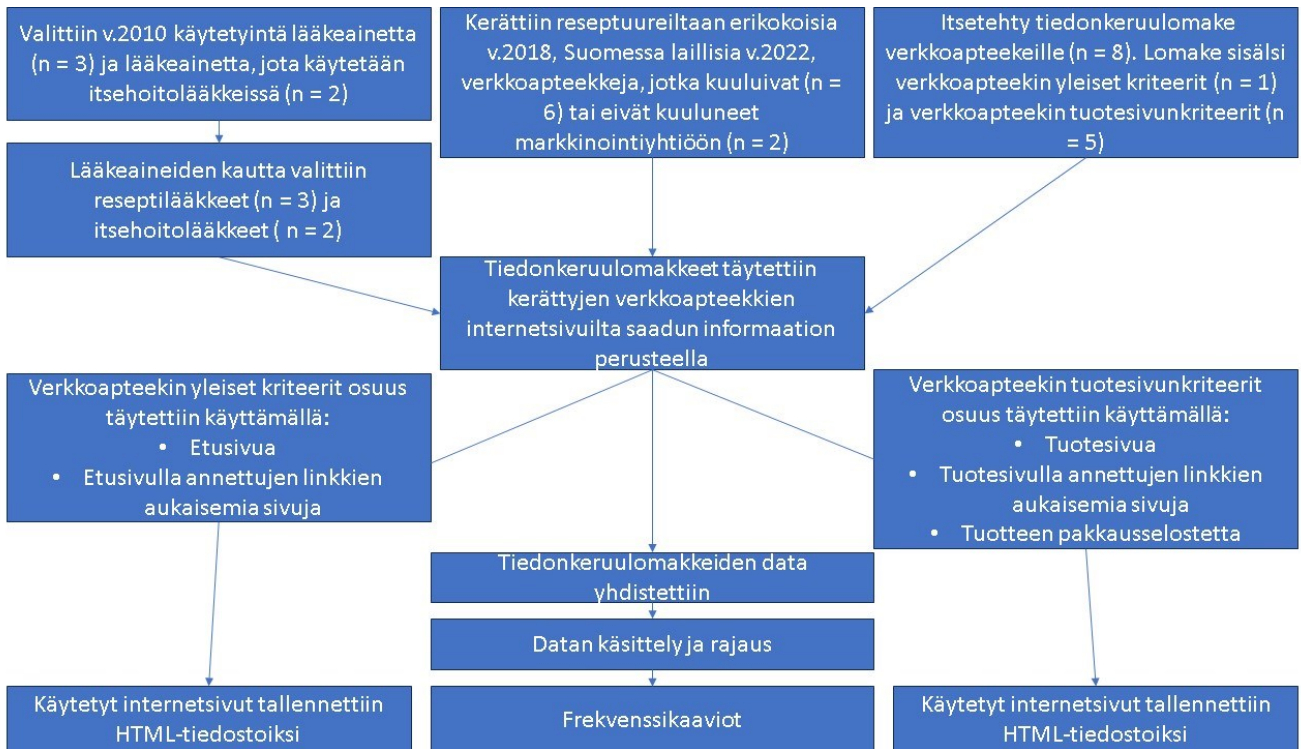 Valittiin v.2010 käytetyintä lääkeainetta
(n = 3) ja lääkeainetta, jota käytetään
itsehoitolääkkeissä (n = 2)
Kerättiin reseptuureiltaan erikokoisia
v.2018, Suomessa laillisia v.2022,
verkkoapteekkeja, jotka kuuluivat (n =
6) tai eivät kuuluneet
markkinointiyhtiöön (n = 2)
Itsetehty tiedonkeruulomake
verkkoapteekeille (n = 8). Lomake sisälsi
verkkoapteekin yleiset kriteerit (n = 1)
ja verkkoapteekin tuotesivunkriteerit (n
= 5)
Lääkeaineiden kautta valittiin
reseptilääkkeet (n = 3) ja
itsehoitolääkkeet ( n = 2)
Tiedonkeruulomakkeet täytettiin
kerättyjen verkkoapteekkien
internetsivuilta saadun informaation
perusteella
Verkkoapteekin yleiset kriteerit osuus
täytettiin käyttämällä:
• Etusivua
• Etusivulla annettujen linkkien
aukaisemia sivuja
Verkkoapteekin tuotesivunkriteerit
osuus täytettiin käyttämällä:
• Tuotesivua
• Tuotesivulla annettujen linkkien
aukaisemia sivuja
• Tuotteen pakkausselostetta
Tiedonkeruulomakkeiden data
yhdistettiin
Datan käsittely ja rajaus
Käytetyt internetsivut tallennettiin
HTML-tiedostoiksi
Frekvenssikaaviot
Käytetyt internetsivut tallennettiin
HTML-tiedostoiksi